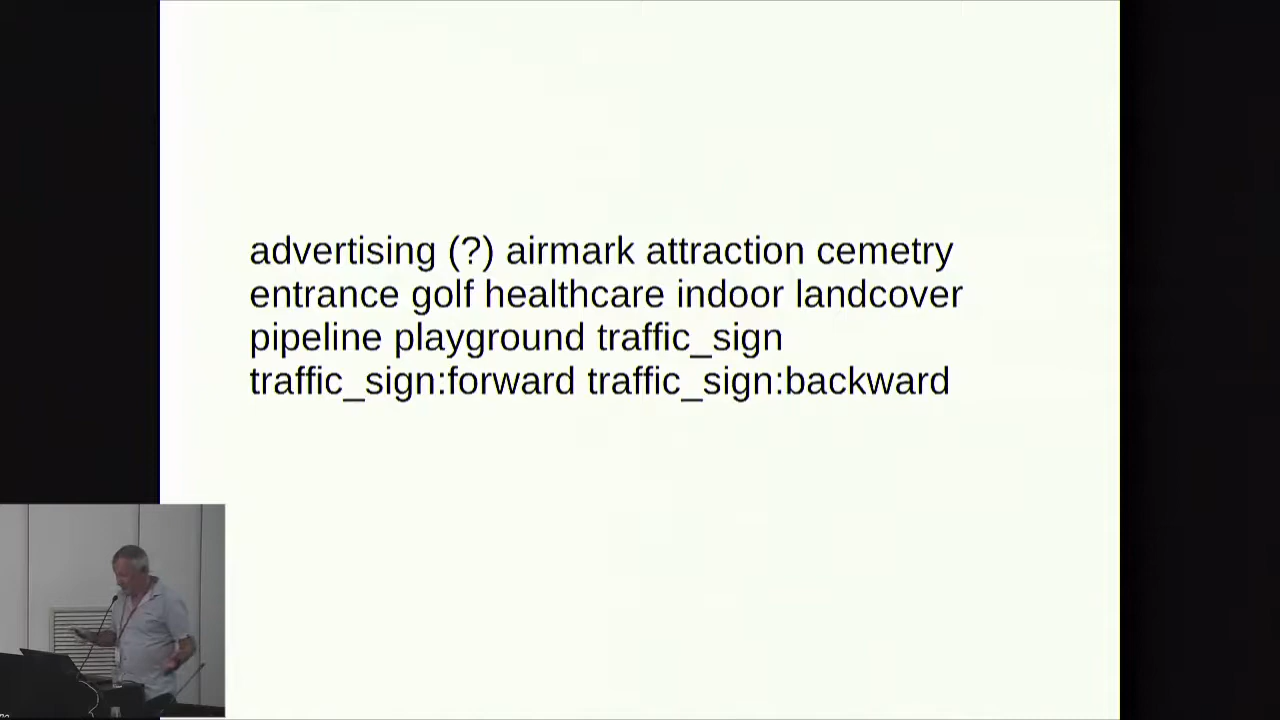 advertising (?) airmark attraction cemetry
entrance golf healthcare indoor landcover
pipeline playground traffic_sign
traffic_sign:forward traffic_sign:backward